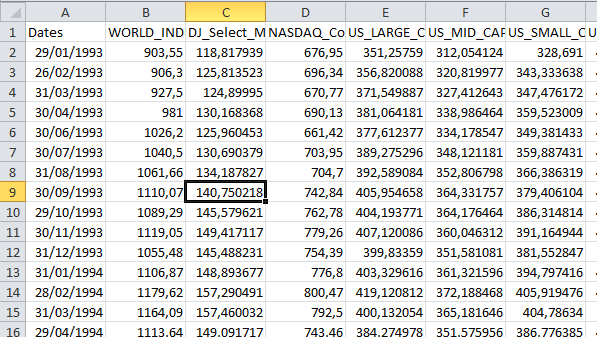 A B C D E F G
1 Dates WORLD_IND DJ_Select_M NASDAQ_Co US_LARGE_C US_MID_CAP US_SMALL_C U
2 29/01/1993 903,55 118,817939 676,95 351,25759 312,054124 328,691
3 26/02/1993 906,3 125,813523 696,34 356,820088 320,819977 343,333638
4 31/03/1993 927,5 124,89995 670,77 371,549887 327,412643 347,476172
5 30/04/1993 981 130,168368 690,13 381,064181 338,986464 359,523009
6 30/06/1993 1026,2 125,960453 661,42 377,612377 334,178547 349,381433
7 30/07/1993 1040,5 130,690379 703,95 389,275296 348,121181 359,887431
8 31/08/1993 1061,66 134,187827 704,7 392,589084 352,806798 366,386319
9 30/09/1993 1110,07 140,750218 742,84 405,954658 364,331757 379,406104
10 29/10/1993 1089,29 145,579621 762,78 404,193771 364,176464 386,314814
11 30/11/1993 1119,05 149,417117 779,26 407,120086 360,046312 391,164944
12 31/12/1993 1055,48 145,488231 754,39 399,83359 351,581081 381,552847
13 31/01/1994 1106,87 148,893677 776,8 403,329616 361,321596 394,797416
14 28/02/1994 1179,62 157,290491 800,47 419,120812 372,188468 405,919476
15 31/03/1994 1164,09 157,460032 792,5 400,132054 365,181646 404,78634
16 29/04/1994 1113,64 149,091717 743,46 384,274978 351,575956 386,776385